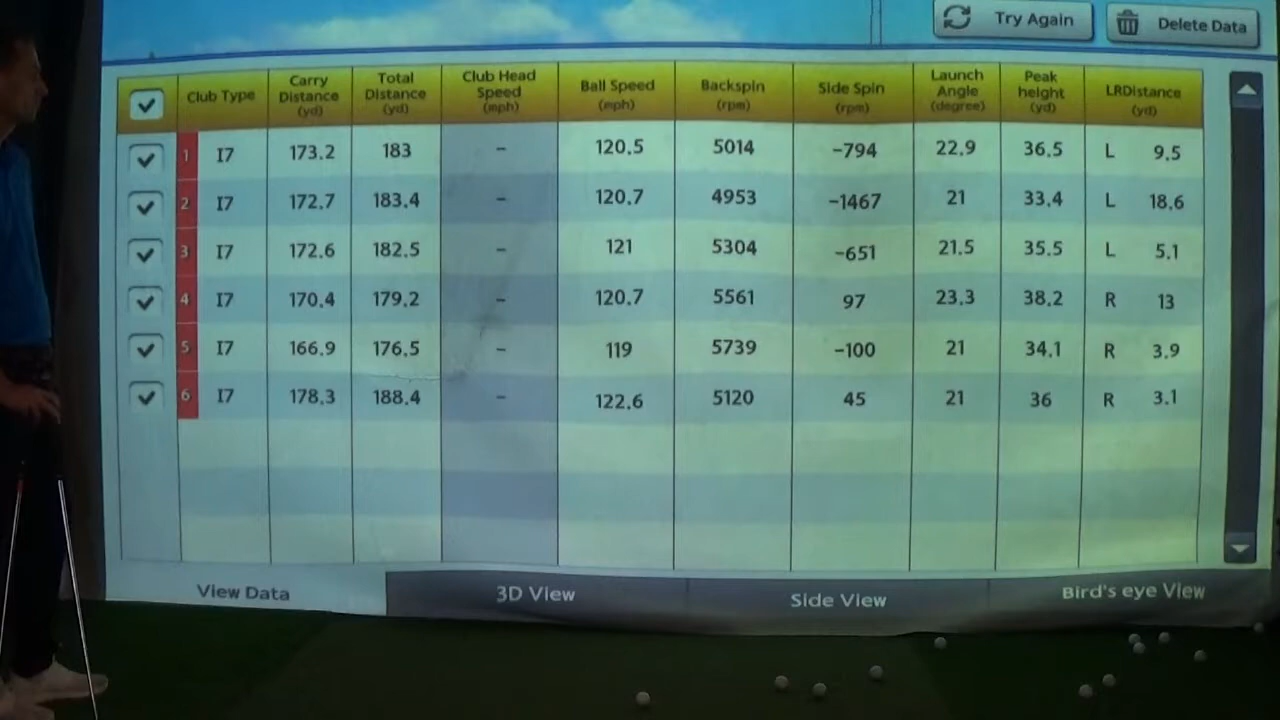 Try Again Delete Data
Club Type Carry Distance (yd) Total Distance (yd) Club Head Speed (mph) Ball Speed (mph) Backspin (rpm) Side Spin (rpm) Launch Angle (degree) Peak height (yd) LRDistance (yd)
1 I7 173.2 183 - 120.5 5014 -794 22.9 36.5 L 9.5
2 I7 172.7 183.4 - 120.7 4953 -1467 21 33.4 L 18.6
3 I7 172.6 182.5 - 121 5304 -651 21.5 35.5 L 5.1
4 I7 170.4 179.2 - 120.7 5561 97 23.3 38.2 R 13
5 I7 166.9 176.5 - 119 5739 -100 21 34.1 R 3.9
6 I7 178.3 188.4 - 122.6 5120 45 21 36 R 3.1
View Data 3D View Side View Bird's eye View